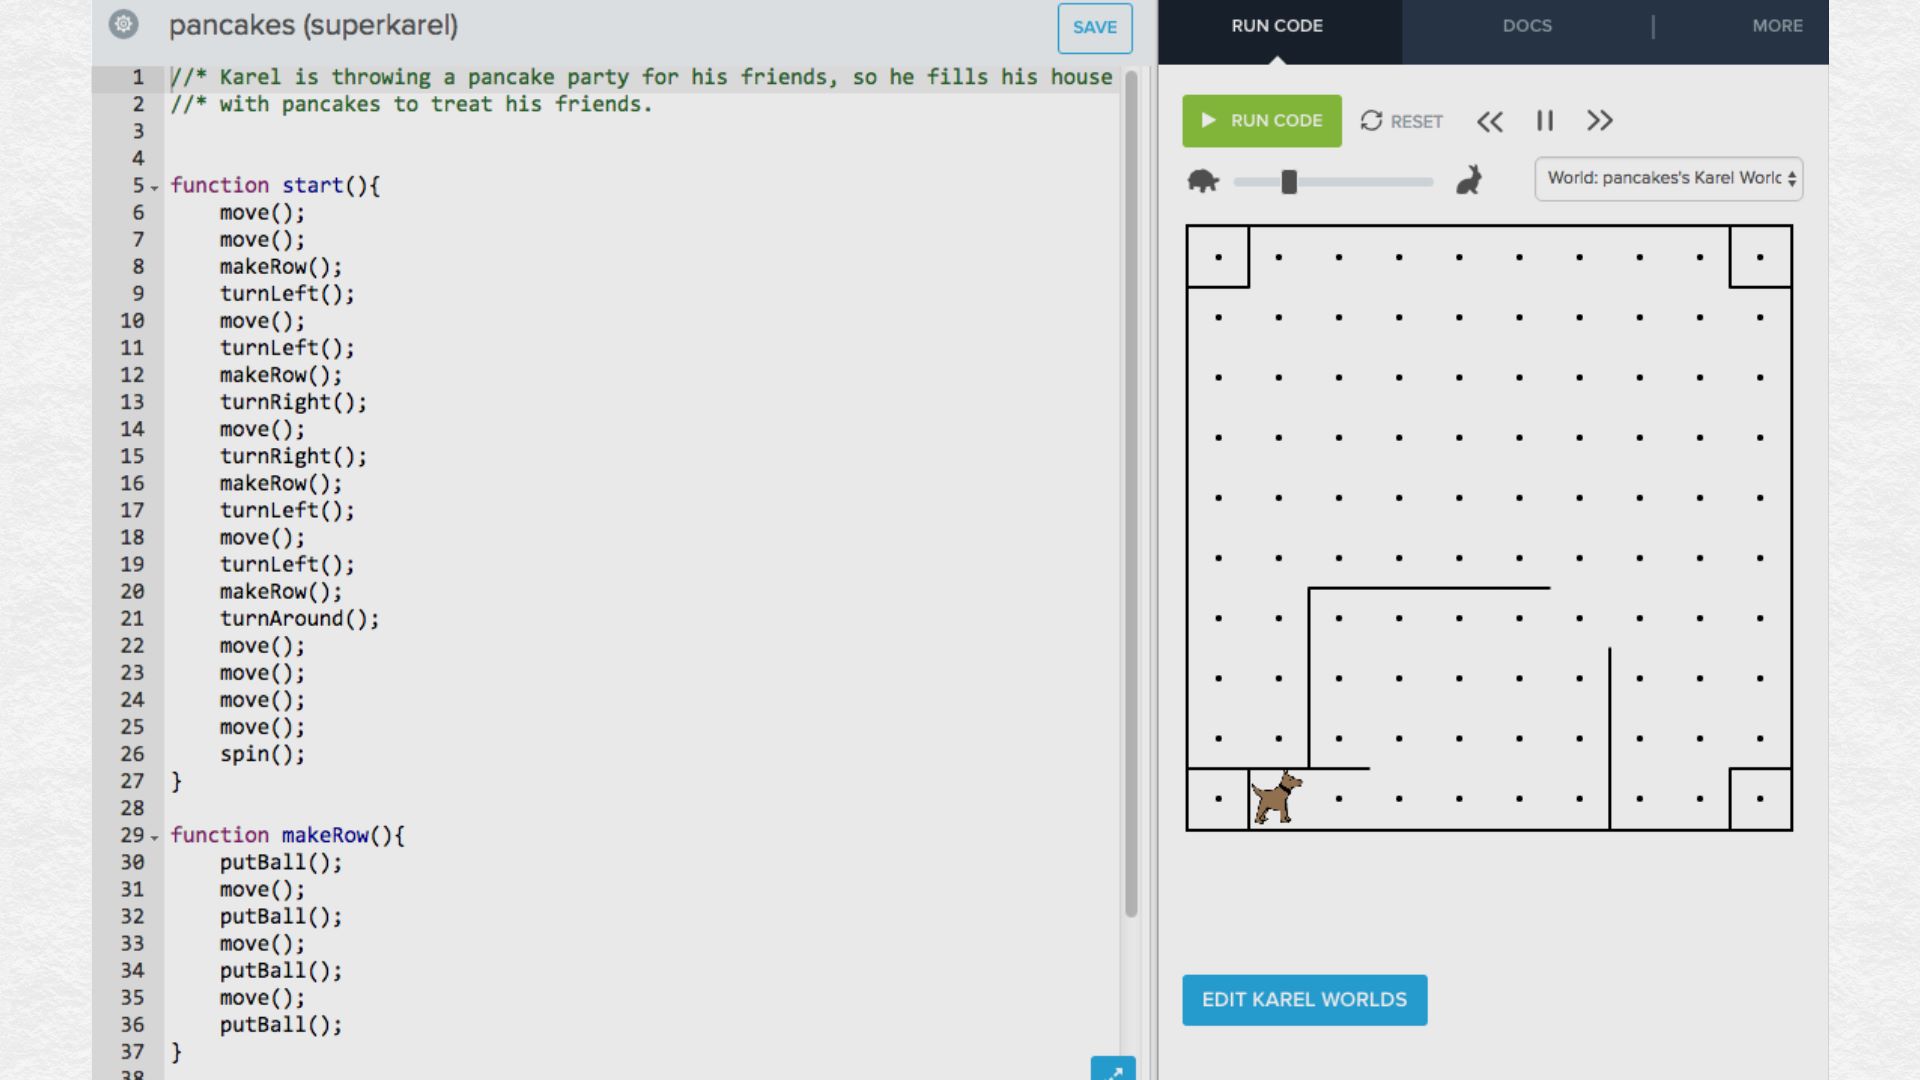 pancakes (superkarel)
SAVE
RUN CODE
DOCS
MORE
1 //* Karel is throwing a pancake party for his friends, so he fills his house
2 //* with pancakes to treat his friends.
3
4
5 function start(){
6 move();
7 move();
8 makeRow();
9 turnLeft();
10 move();
11 turnLeft();
12 makeRow();
13 turnRight();
14 move();
15 turnRight();
16 makeRow();
17 turnLeft();
18 move();
19 turnLeft();
20 makeRow();
21 turnAround();
22 move();
23 move();
24 move();
25 move();
26 spin();
27 }
28
29 function makeRow(){
30 putBall();
31 move();
32 putBall();
33 move();
34 putBall();
35 move();
36 putBall();
37 }
38
RUN CODE
RESET
World: pancakes's Karel Worlc
EDIT KAREL WORLDS